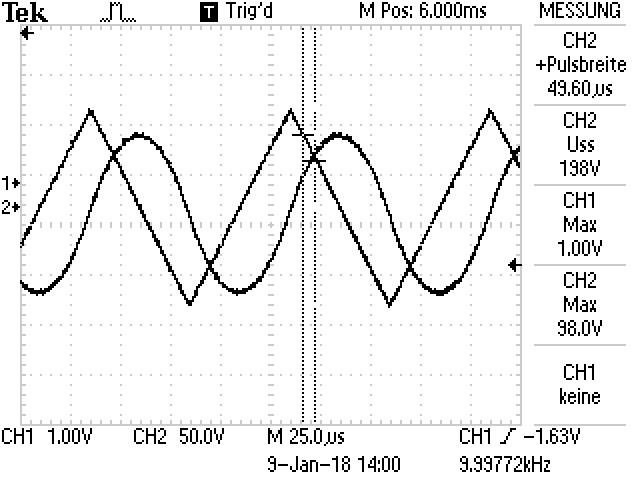 Tek T Trig'd M Pos: 6.000ms MESSUNG
CH2
+Pulsbreite
49.60µs
CH2
Uss
198V
1
2
CH1
Max
1.00V
CH2
Max
98.0V
CH1
keine
CH1 1.00V CH2 50.0V M 25.0µs CH1 -1.63V
9-Jan-18 14:00 9.99772kHz